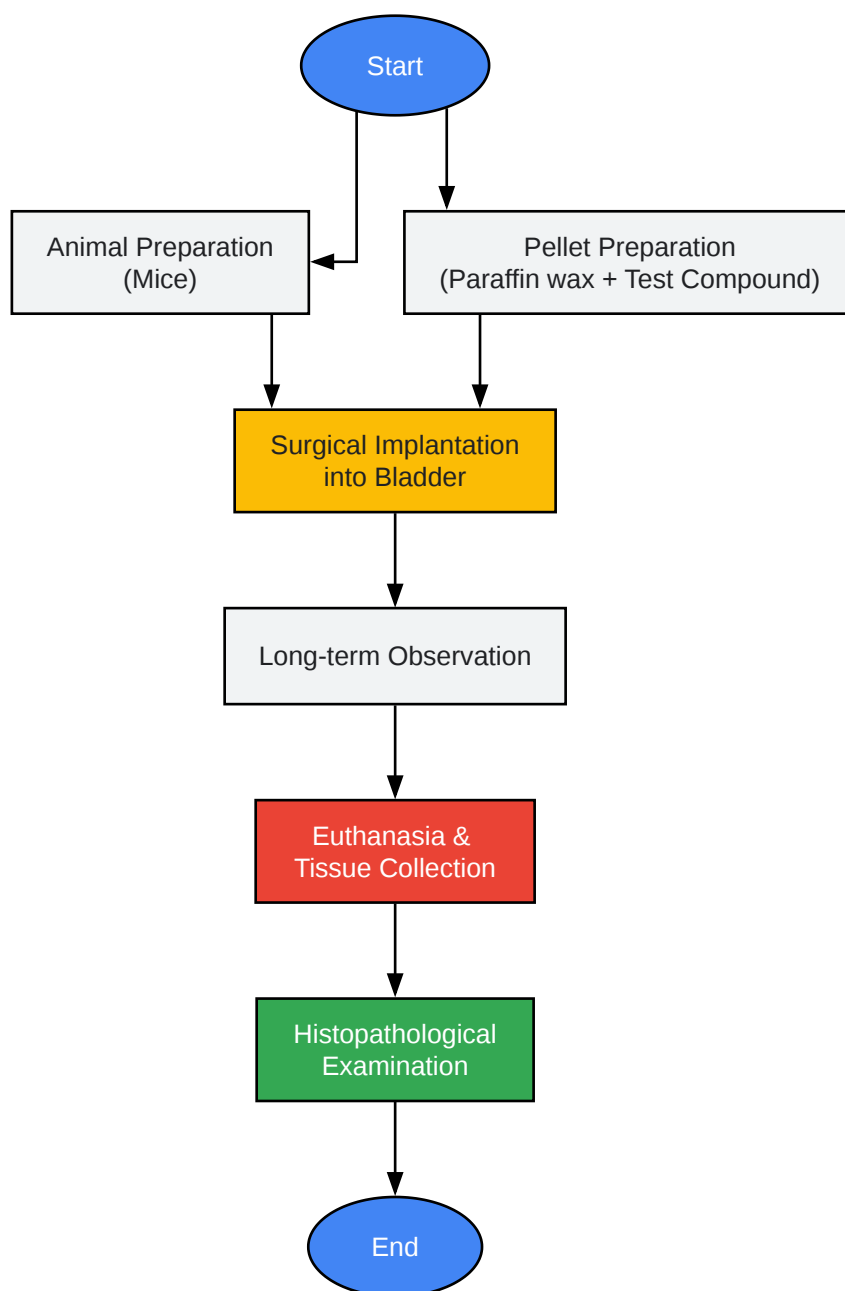 Start
Animal Preparation
(Mice)
Pellet Preparation
(Paraffin wax + Test Compound)
Surgical Implantation
into Bladder
Long-term Observation
Euthanasia &
Tissue Collection
Histopathological
Examination
End